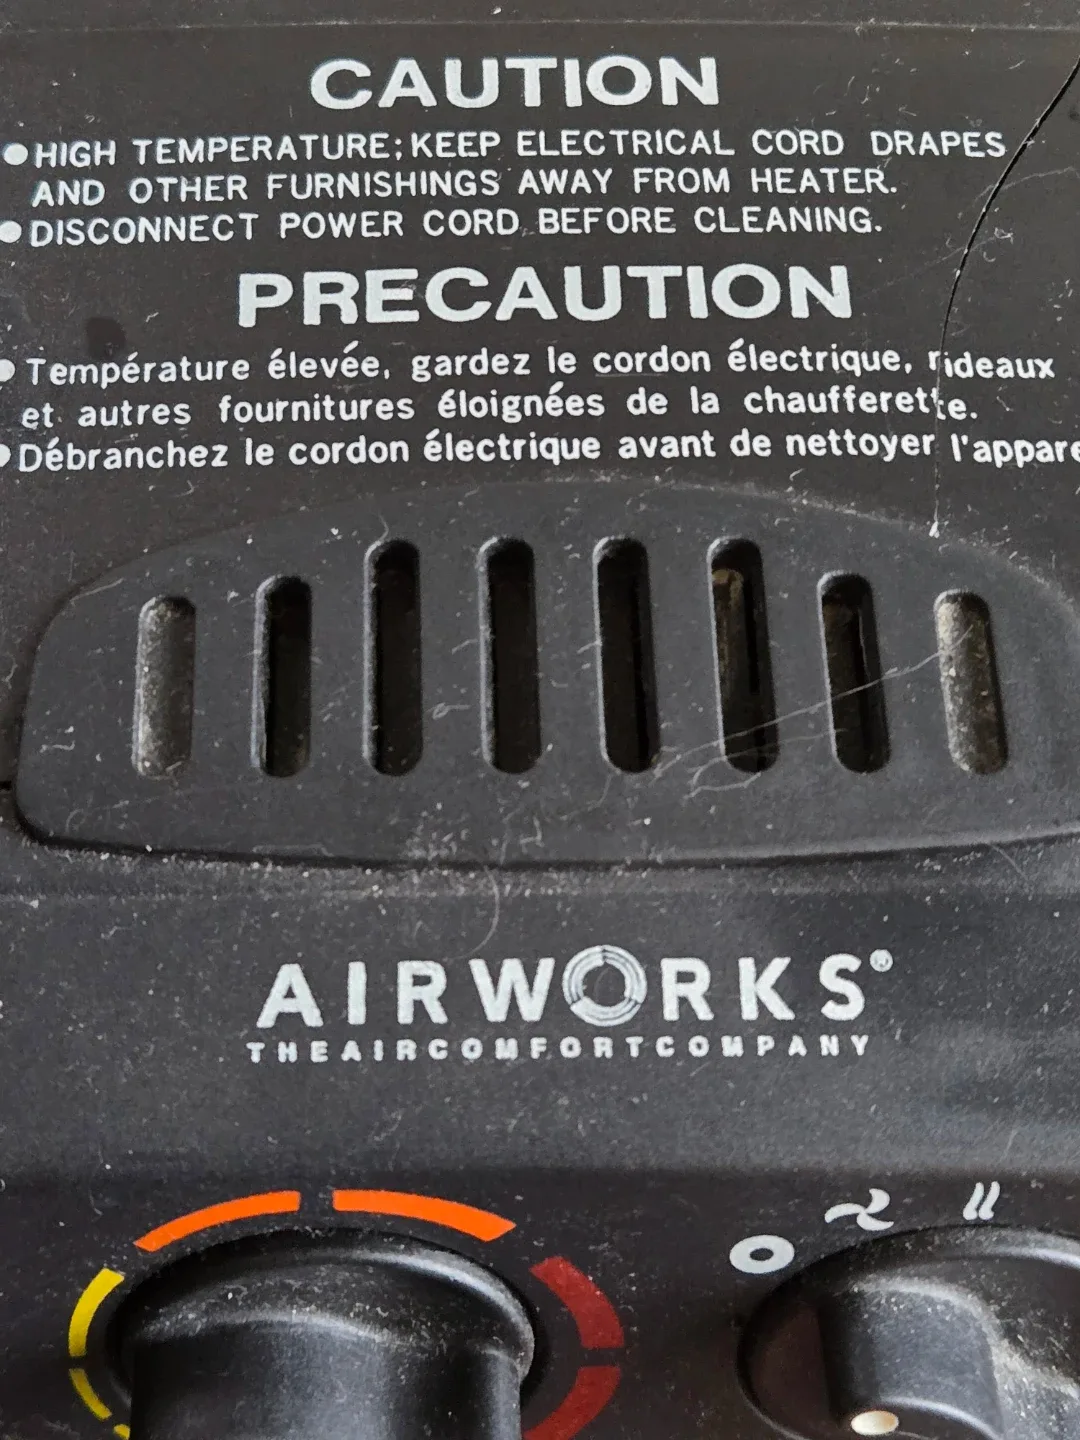 CAUTION
● HIGH TEMPERATURE; KEEP ELECTRICAL CORD DRAPES
AND OTHER FURNISHINGS AWAY FROM HEATER.
● DISCONNECT POWER CORD BEFORE CLEANING.
PRECAUTION
● Température élevée, gardez le cordon électrique, rideaux
et autres fournitures éloignées de la chaufferette.
● Débranchez le cordon électrique avant de nettoyer l'appare
AIRWORKS®
THEAIRCOMFORTCOMPANY